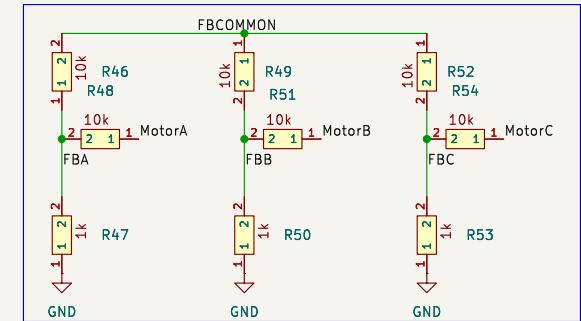 FBCOMMON
2 2 1 10k R46
1 1 2 10k R49
1 1 2 10k R52
R48
R51
R54
10k 10k 10k
2 2 1 1 MotorA
2 2 1 1 MotorB
2 2 1 1 MotorC
FBA FBB FBC
2 2 1 1 1k R47
2 2 1 1 1k R50
2 2 1 1 1k R53
GND GND GND